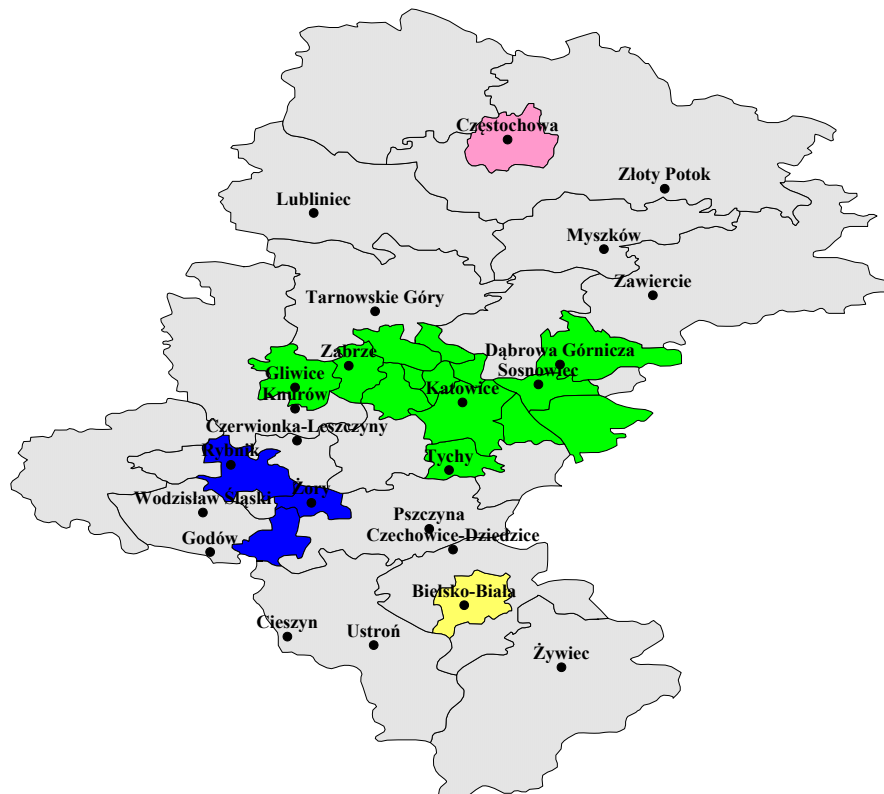 Częstochowa
Złoty Potok
Lubliniec
Myszków
Zawiercie
Tarnowskie Góry
Zabrze
Dąbrowa Górnicza
Gliwice
Sosnowiec
Knurów
Katowice
Czerwionka-Leszczyny
Rybnik
Tychy
Wodzisław Śląski
Żory
Pszczyna
Godów
Czechowice-Dziedzice
Bielsko-Biała
Cieszyn
Ustroń
Żywiec